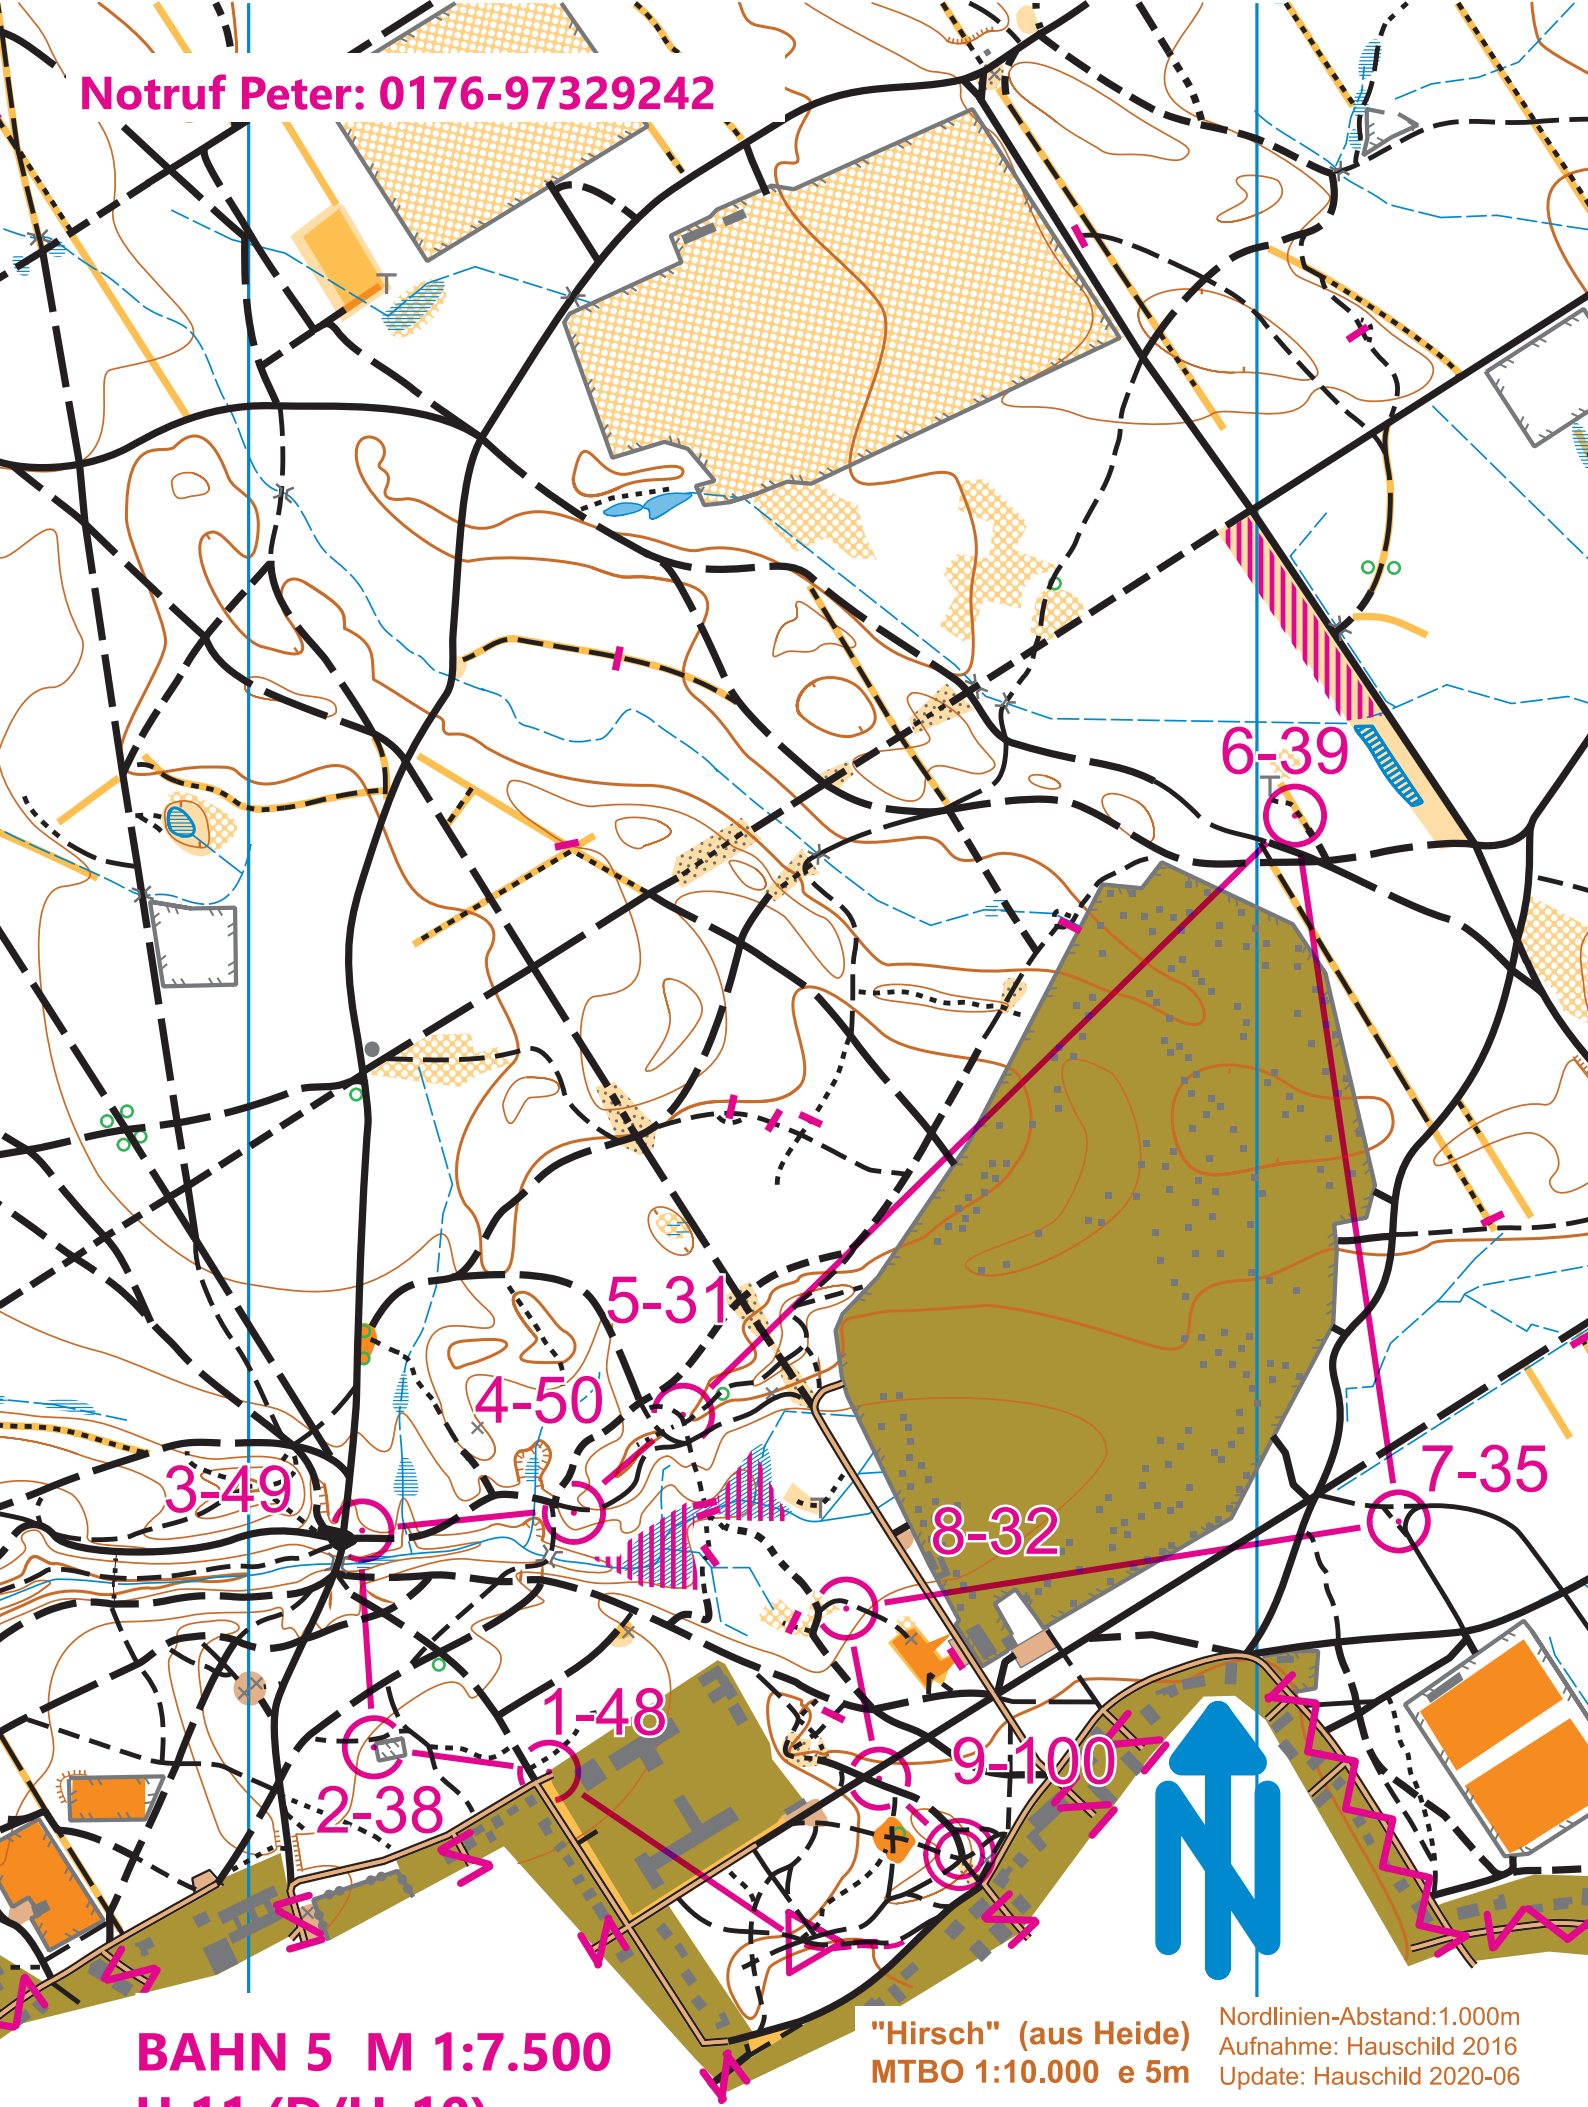 Notruf Peter: 0176-97329242
6-39
5-31
4-50
3-49
7-35
8-32
1-48
9-100
2-38
N
BAHN 5 M 1:7.500
"Hirsch" (aus Heide)
MTBO 1:10.000 e 5m
Nordlinien-Abstand:1.000m
Aufnahme: Hauschild 2016
Update: Hauschild 2020-06